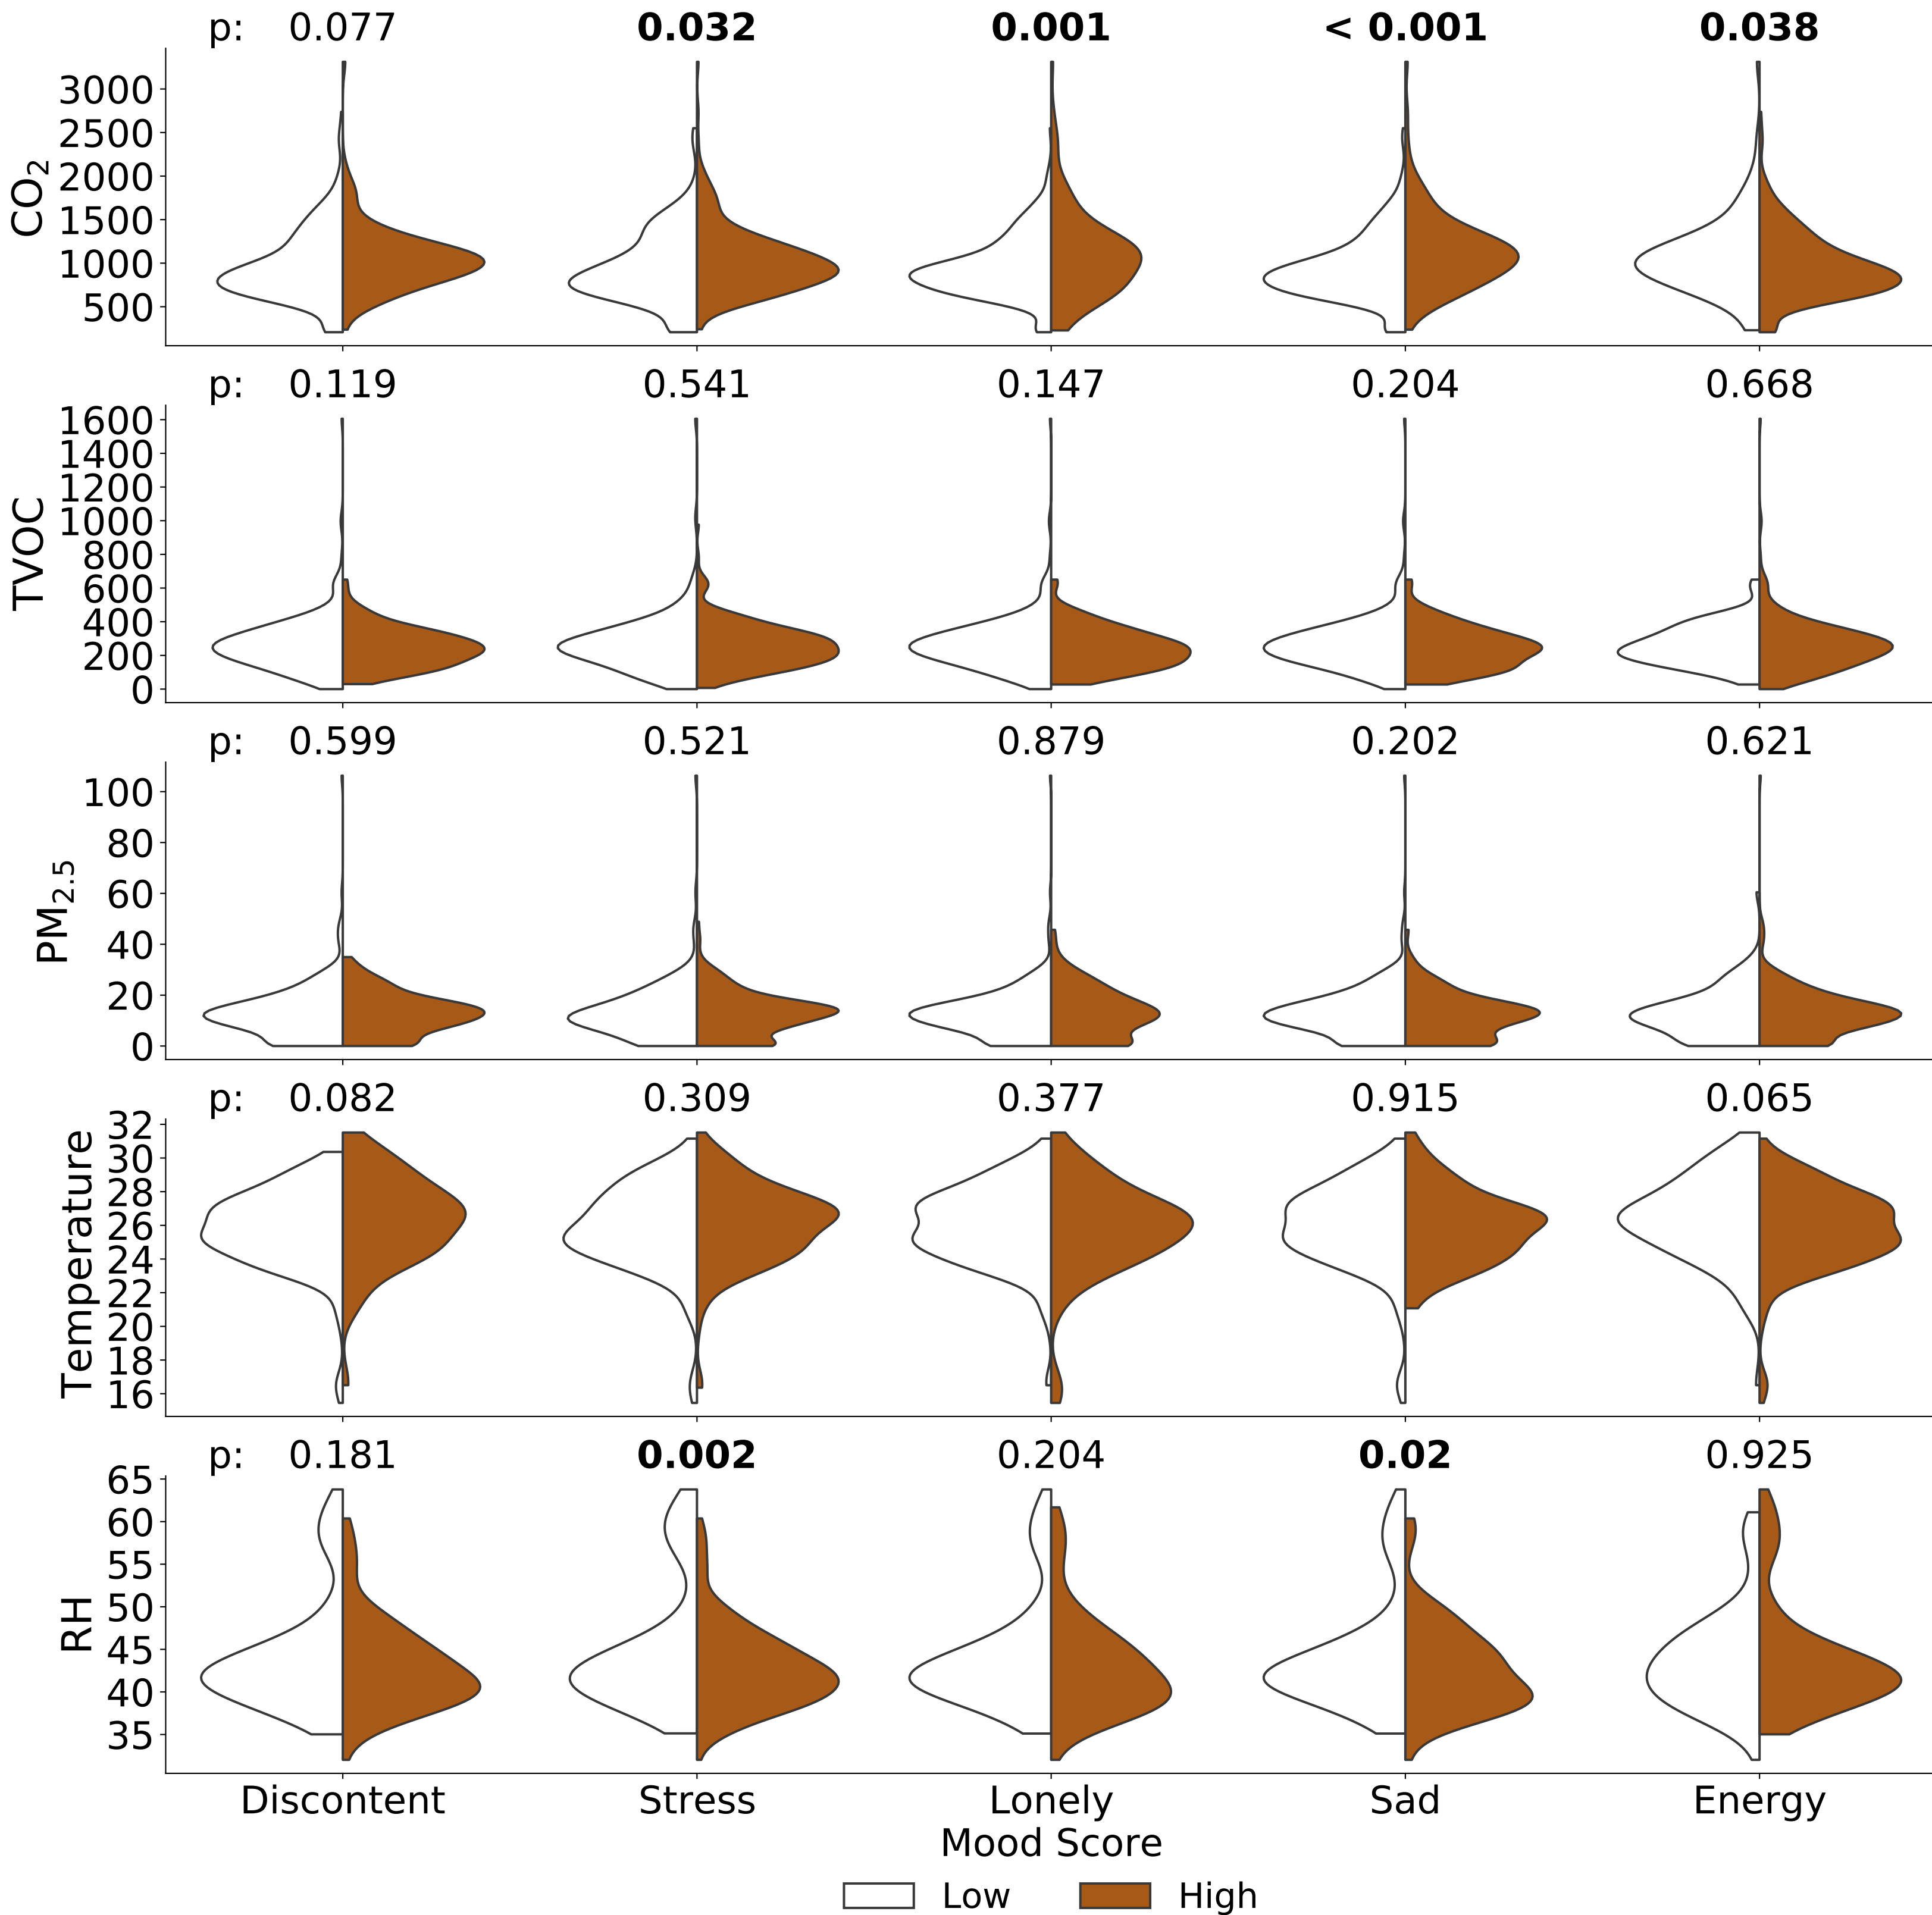 p: 0.077 0.032 0.001 < 0.001 0.038
CO2
3000
2500
2000
1500
1000
500
p: 0.119 0.541 0.147 0.204 0.668
TVOC
1600
1400
1200
1000
800
600
400
200
0
p: 0.599 0.521 0.879 0.202 0.621
PM2.5
100
80
60
40
20
0
p: 0.082 0.309 0.377 0.915 0.065
Temperature
32
30
28
26
24
22
20
18
16
p: 0.181 0.002 0.204 0.02 0.925
RH
65
60
55
50
45
40
35
Discontent Stress Lonely Sad Energy
Mood Score
Low High